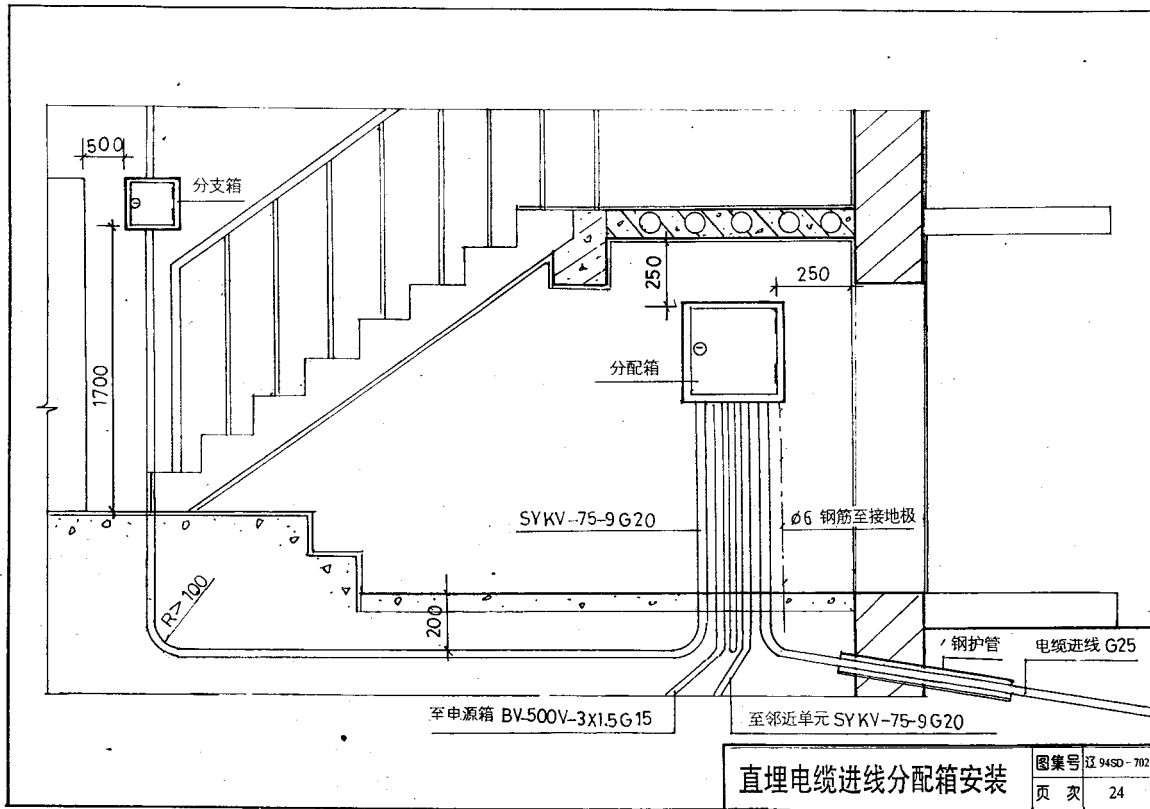 500
分支箱
250
250
1700
分配箱
SYKV-75-9G20
ø6 钢筋至接地极
R>100
200
钢护管
电缆进线 G25
至电源箱 BV-500V-3X1.5G15
至邻近单元 SYKV-75-9G20
直埋电缆进线分配箱安装
图集号 辽94SD-702
页次 24